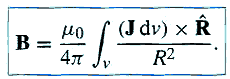 B = μ₀/4π ∫ᵥ (J dv) × R̂ / R².